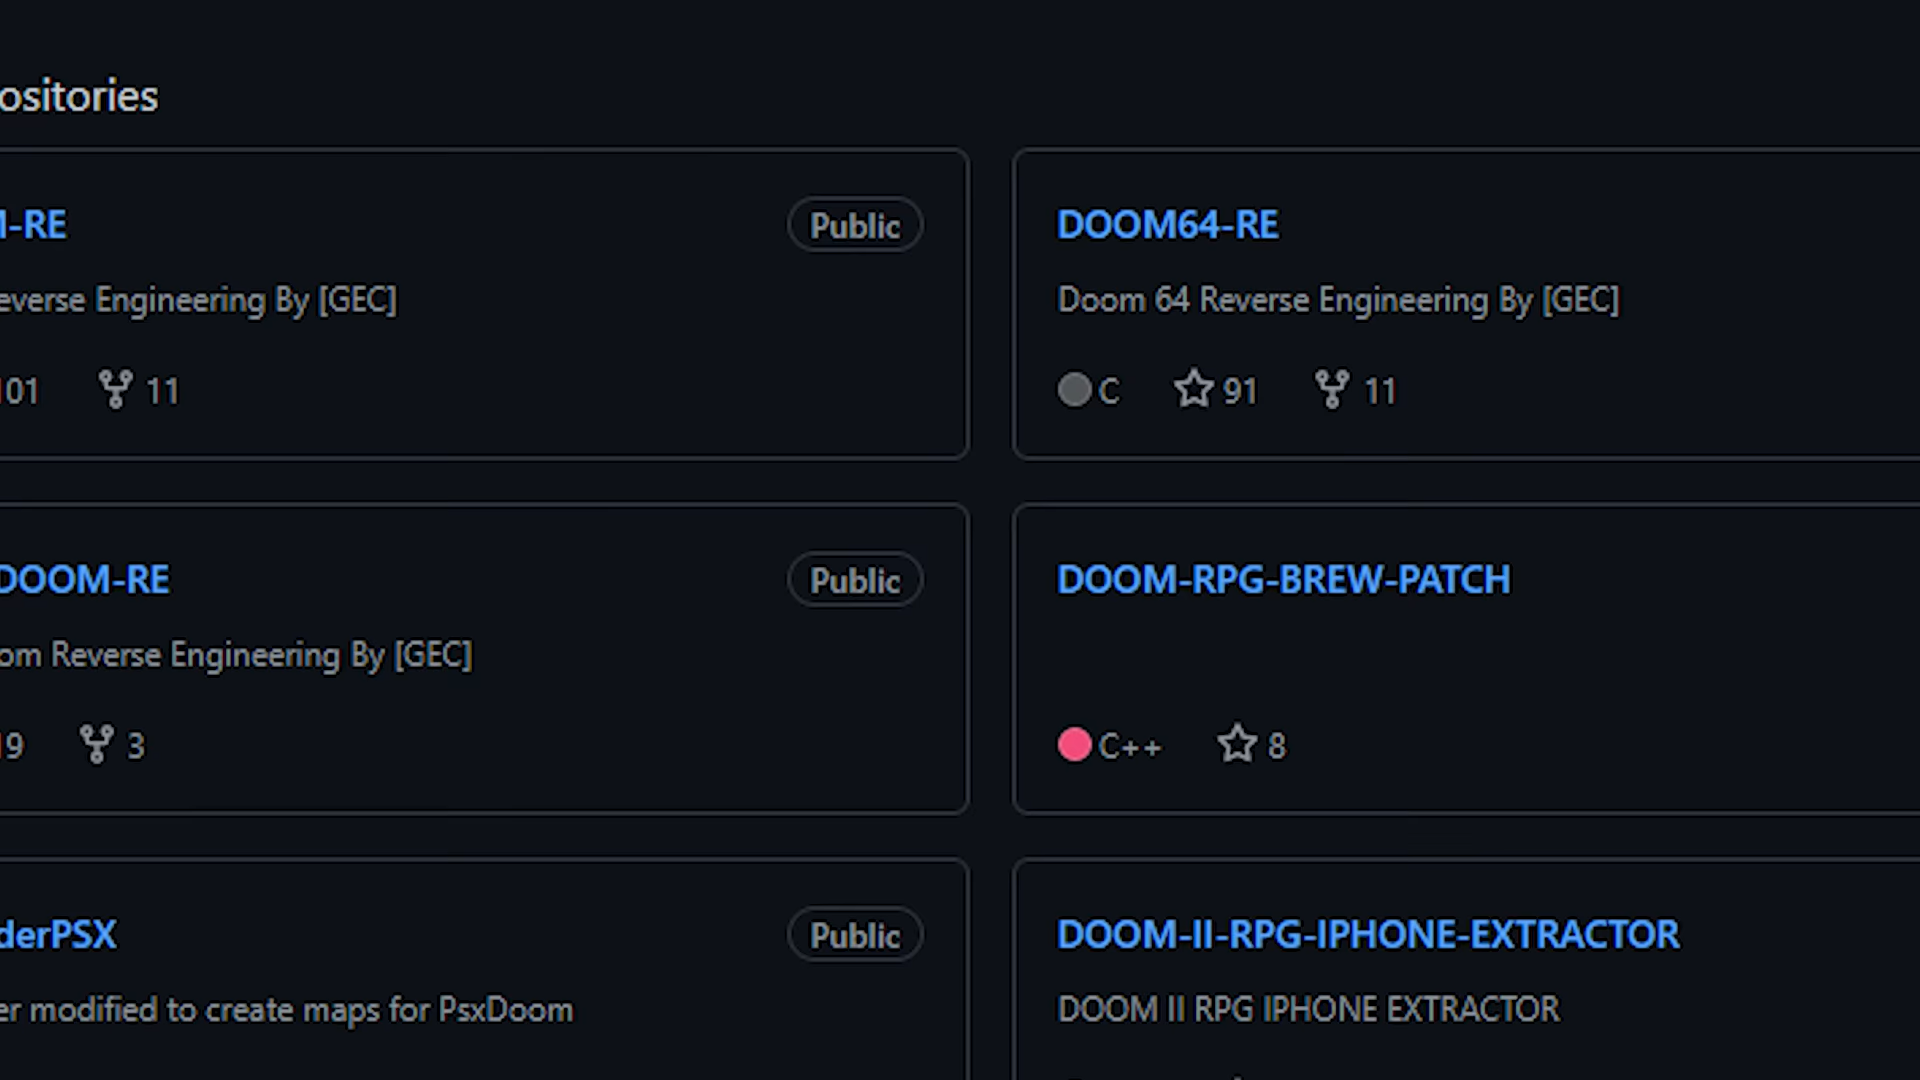 ositories
-RE
Public
everse Engineering By [GEC]
101
11
DOOM64-RE
Doom 64 Reverse Engineering By [GEC]
C
91
11
DOOM-RE
Public
om Reverse Engineering By [GEC]
19
3
DOOM-RPG-BREW-PATCH
C++
8
derPSX
Public
er modified to create maps for PsxDoom
DOOM-II-RPG-IPHONE-EXTRACTOR
DOOM II RPG IPHONE EXTRACTOR